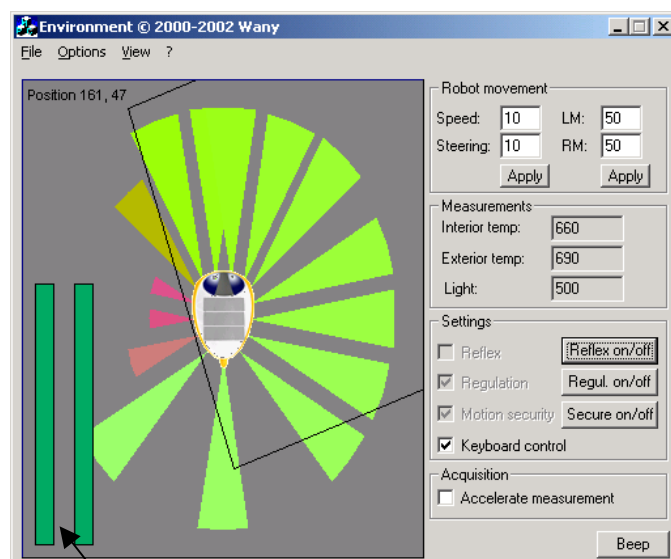 Environment © 2000-2002 Wany
File Options View ?
Position 161, 47
Robot movement
Speed: 10 LM: 50
Steering: 10 RM: 50
Apply Apply
Measurements
Interior temp: 660
Exterior temp: 690
Light: 500
Settings
Reflex Reflex on/off
Regulation Regul. on/off
Motion security Secure on/off
Keyboard control
Acquisition
Accelerate measurement
Beep